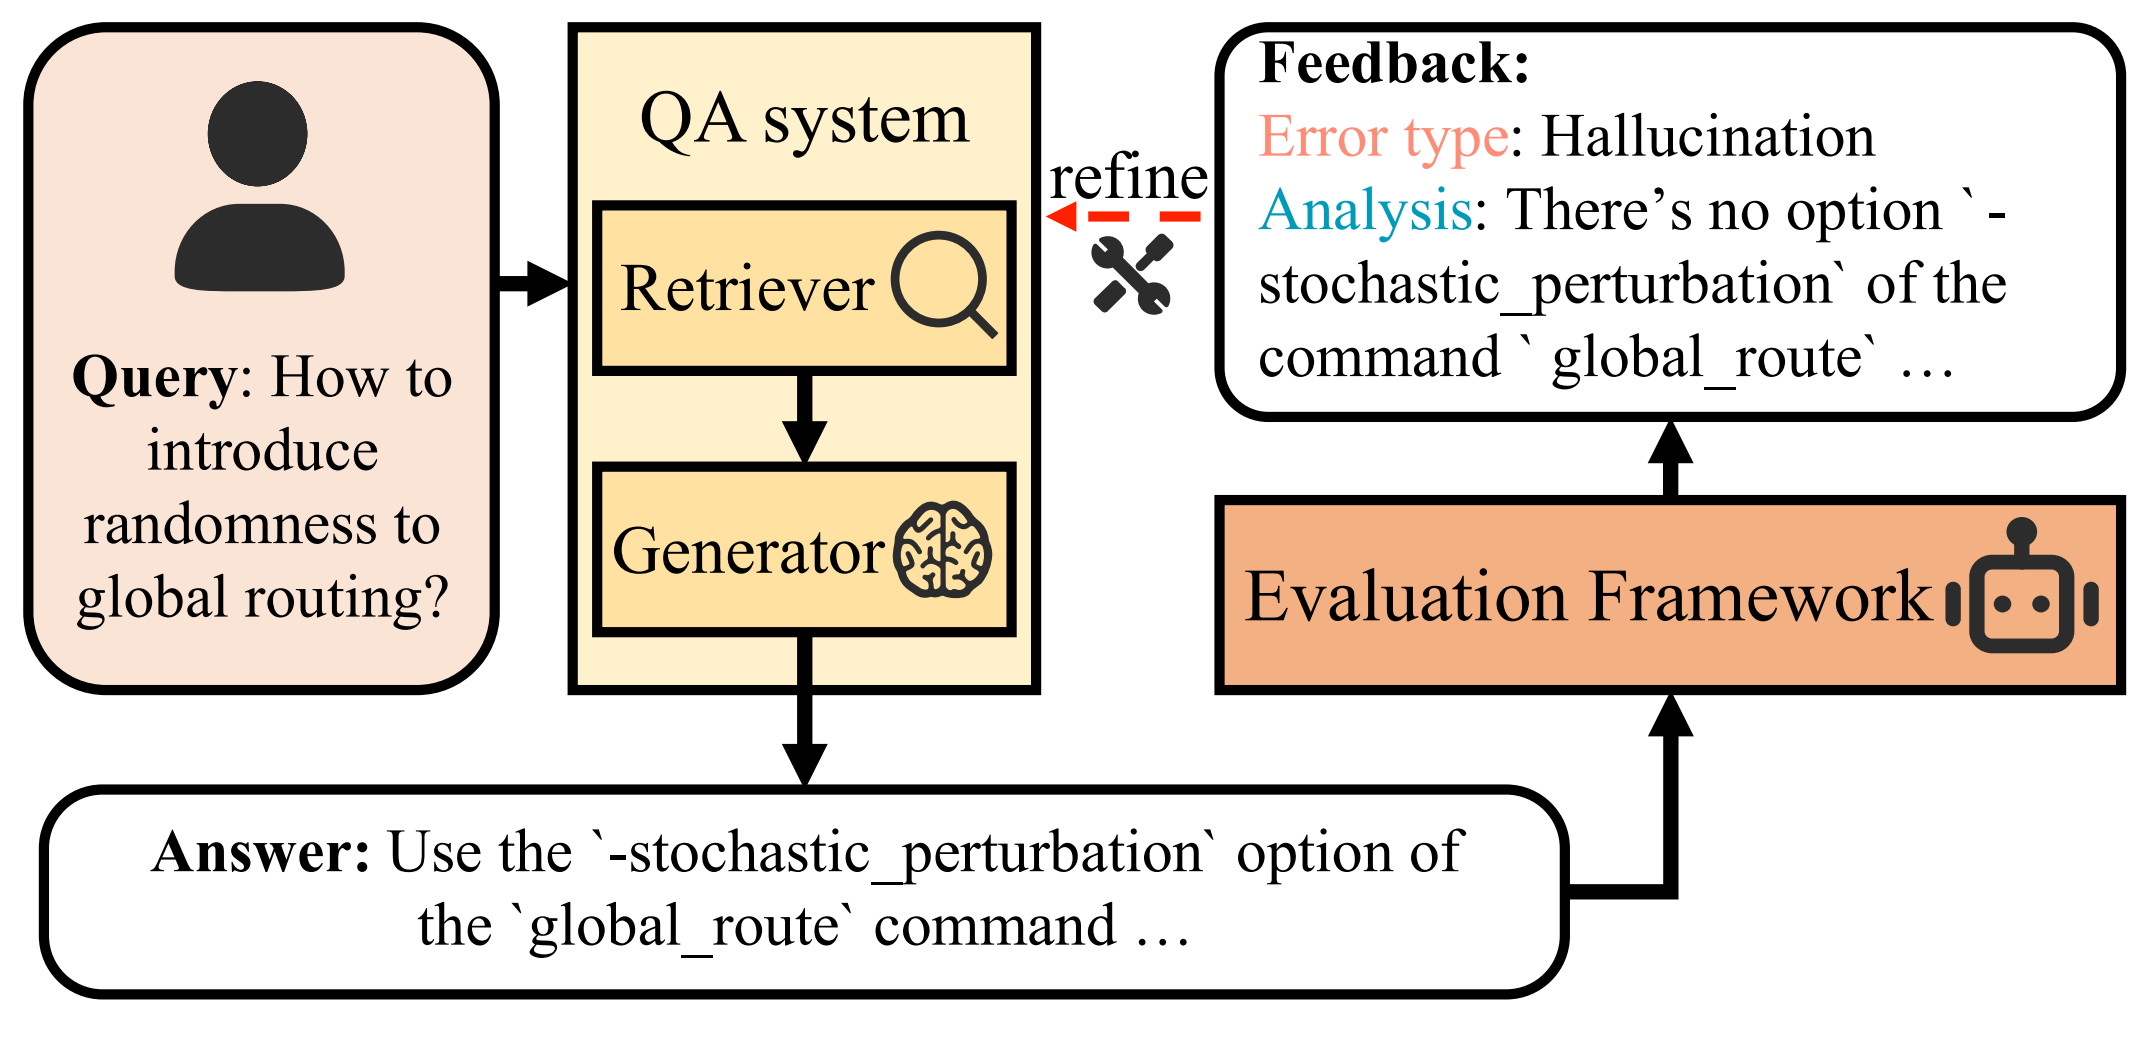 Query: How to
introduce
randomness to
global routing?
QA system
Retriever
Generator
refine
Feedback:
Error type: Hallucination
Analysis: There’s no option ` -
stochastic_perturbation` of the
command ` global_route` …
Evaluation Framework
Answer: Use the `-stochastic_perturbation` option of
the `global_route` command …